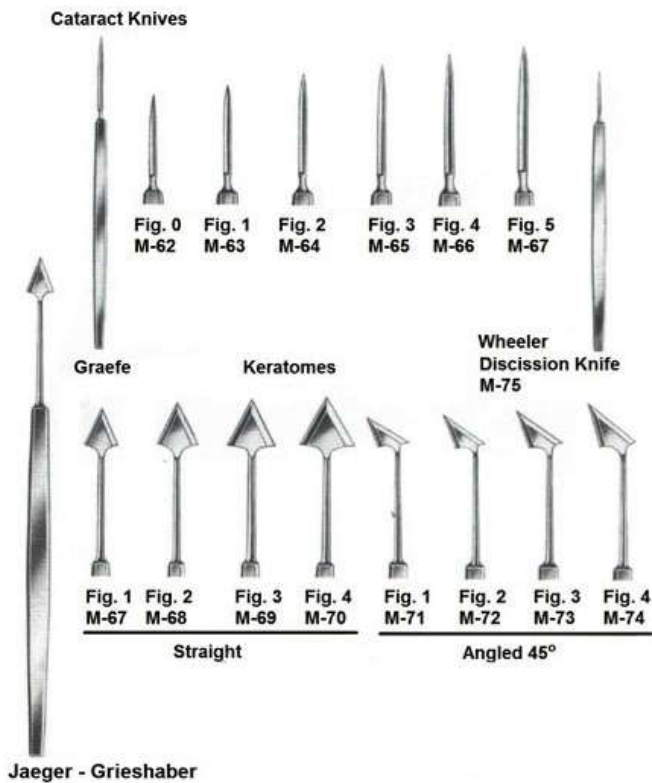 Cataract Knives
Fig. 0 Fig. 1 Fig. 2 Fig. 3 Fig. 4 Fig. 5
M-62 M-63 M-64 M-65 M-66 M-67
Graefe
Keratomes
Wheeler
Discission Knife
M-75
Fig. 1 Fig. 2 Fig. 3 Fig. 4 Fig. 1 Fig. 2 Fig. 3 Fig. 4
M-67 M-68 M-69 M-70 M-71 M-72 M-73 M-74
Straight
Angled 45º
Jaeger - Grieshaber